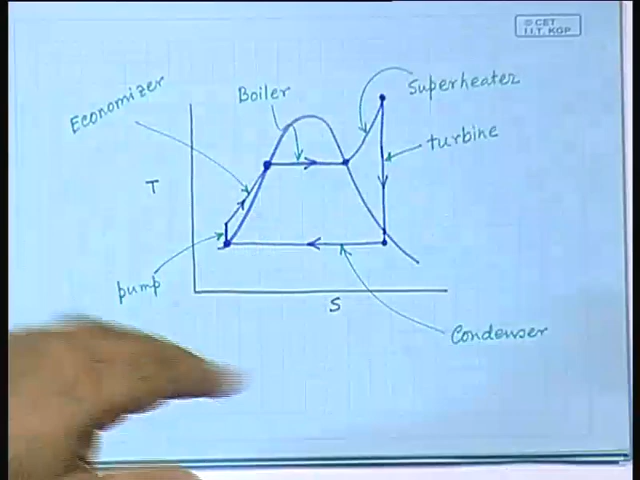 © CET
I.I.T. KGP
Economizer
Boiler
Superheater
turbine
T
pump
S
Condenser